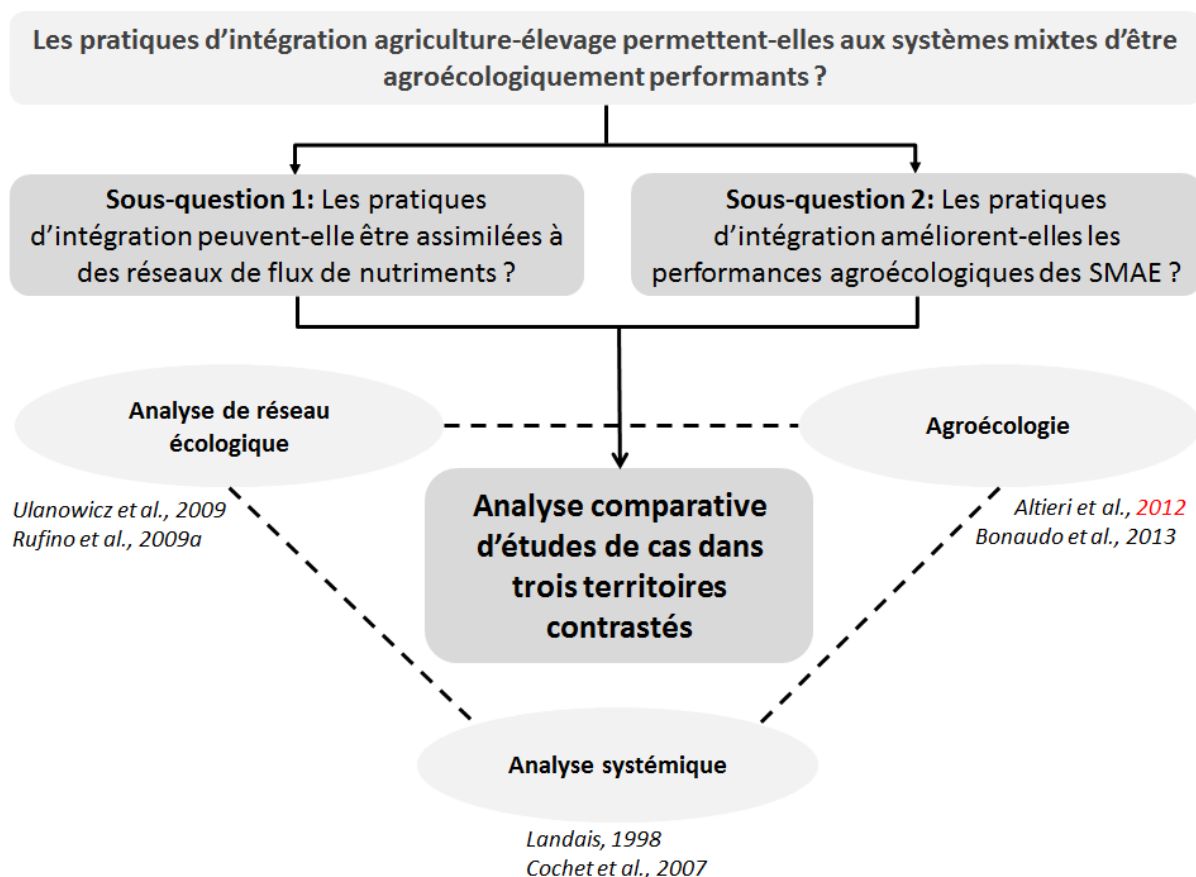 Les pratiques d'intégration agriculture-élevage permettent-elles aux systèmes mixtes d'être
agroécologiquement performants ?
Sous-question 1: Les pratiques
d'intégration peuvent-elle être assimilées à
des réseaux de flux de nutriments ?
Sous-question 2: Les pratiques
d'intégration améliorent-elles les
performances agroécologiques des SMAE ?
Analyse de réseau
écologique
Agroécologie
Ulanowicz et al., 2009
Rufino et al., 2009a
Analyse comparative
d'études de cas dans
trois territoires
contrastés
Altieri et al., 2012
Bonaudo et al., 2013
Analyse systémique
Landais, 1998
Cochet et al., 2007